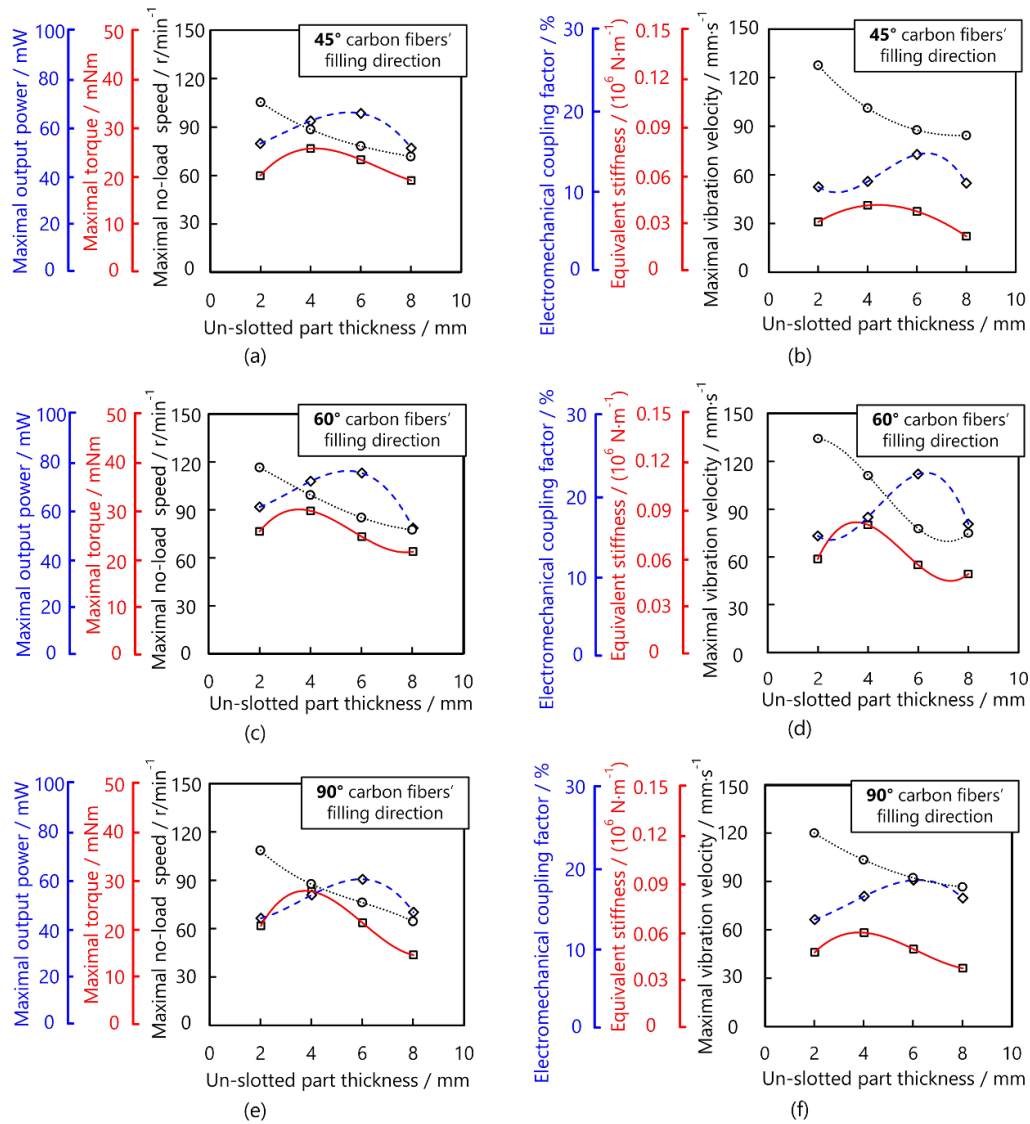 Maximal output power / mW
100
80
60
40
20
0
Maximal torque / mNm
50
40
30
20
10
0
Maximal no-load speed / r/min⁻¹
150
120
90
60
30
0
45° carbon fibers’
filling direction
0 2 4 6 8 10
Un-slotted part thickness / mm
(a)
Electromechanical coupling factor / %
30
20
10
0
Equivalent stiffness / (10⁶ N·m⁻¹)
0.15
0.12
0.09
0.06
0.03
0
Maximal vibration velocity / mm·s⁻¹
150
120
90
60
30
0
45° carbon fibers’
filling direction
0 2 4 6 8 10
Un-slotted part thickness / mm
(b)
Maximal output power / mW
100
80
60
40
20
0
Maximal torque / mNm
50
40
30
20
10
0
Maximal no-load speed / r/min⁻¹
150
120
90
60
30
0
60° carbon fibers’
filling direction
0 2 4 6 8 10
Un-slotted part thickness / mm
(c)
Electromechanical coupling factor / %
30
20
10
0
Equivalent stiffness / (10⁶ N·m⁻¹)
0.15
0.12
0.09
0.06
0.03
0
Maximal vibration velocity / mm·s⁻¹
150
120
90
60
30
0
60° carbon fibers’
filling direction
0 2 4 6 8 10
Un-slotted part thickness / mm
(d)
Maximal output power / mW
100
80
60
40
20
0
Maximal torque / mNm
50
40
30
20
10
0
Maximal no-load speed / r/min⁻¹
150
120
90
60
30
0
90° carbon fibers’
filling direction
0 2 4 6 8 10
Un-slotted part thickness / mm
(e)
Electromechanical coupling factor / %
30
20
10
0
Equivalent stiffness / (10⁶ N·m⁻¹)
0.15
0.12
0.09
0.06
0.03
0
Maximal vibration velocity / mm·s⁻¹
150
120
90
60
30
0
90° carbon fibers’
filling direction
0 2 4 6 8 10
Un-slotted part thickness / mm
(f)